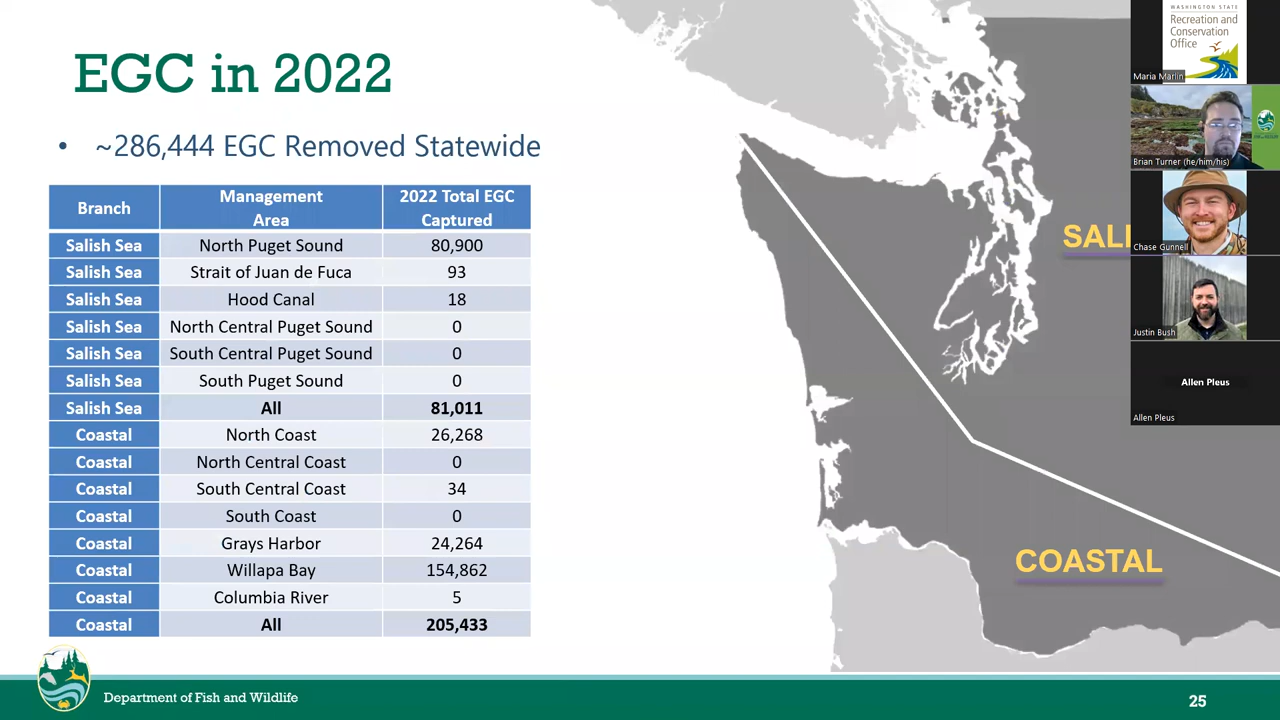 EGC in 2022
• ~286,444 EGC Removed Statewide
Branch Management Area 2022 Total EGC Captured
Salish Sea North Puget Sound 80,900
Salish Sea Strait of Juan de Fuca 93
Salish Sea Hood Canal 18
Salish Sea North Central Puget Sound 0
Salish Sea South Central Puget Sound 0
Salish Sea South Puget Sound 0
Salish Sea All 81,011
Coastal North Coast 26,268
Coastal North Central Coast 0
Coastal South Central Coast 34
Coastal South Coast 0
Coastal Grays Harbor 24,264
Coastal Willapa Bay 154,862
Coastal Columbia River 5
Coastal All 205,433
SALI
COASTAL
Department of Fish and Wildlife
25
WASHINGTON STATE
Recreation and
Conservation
Office
Maria Marlin
Brian Turner (he/him/his)
Chase Gunnell
Justin Bush
Allen Pleus
Allen Pleus